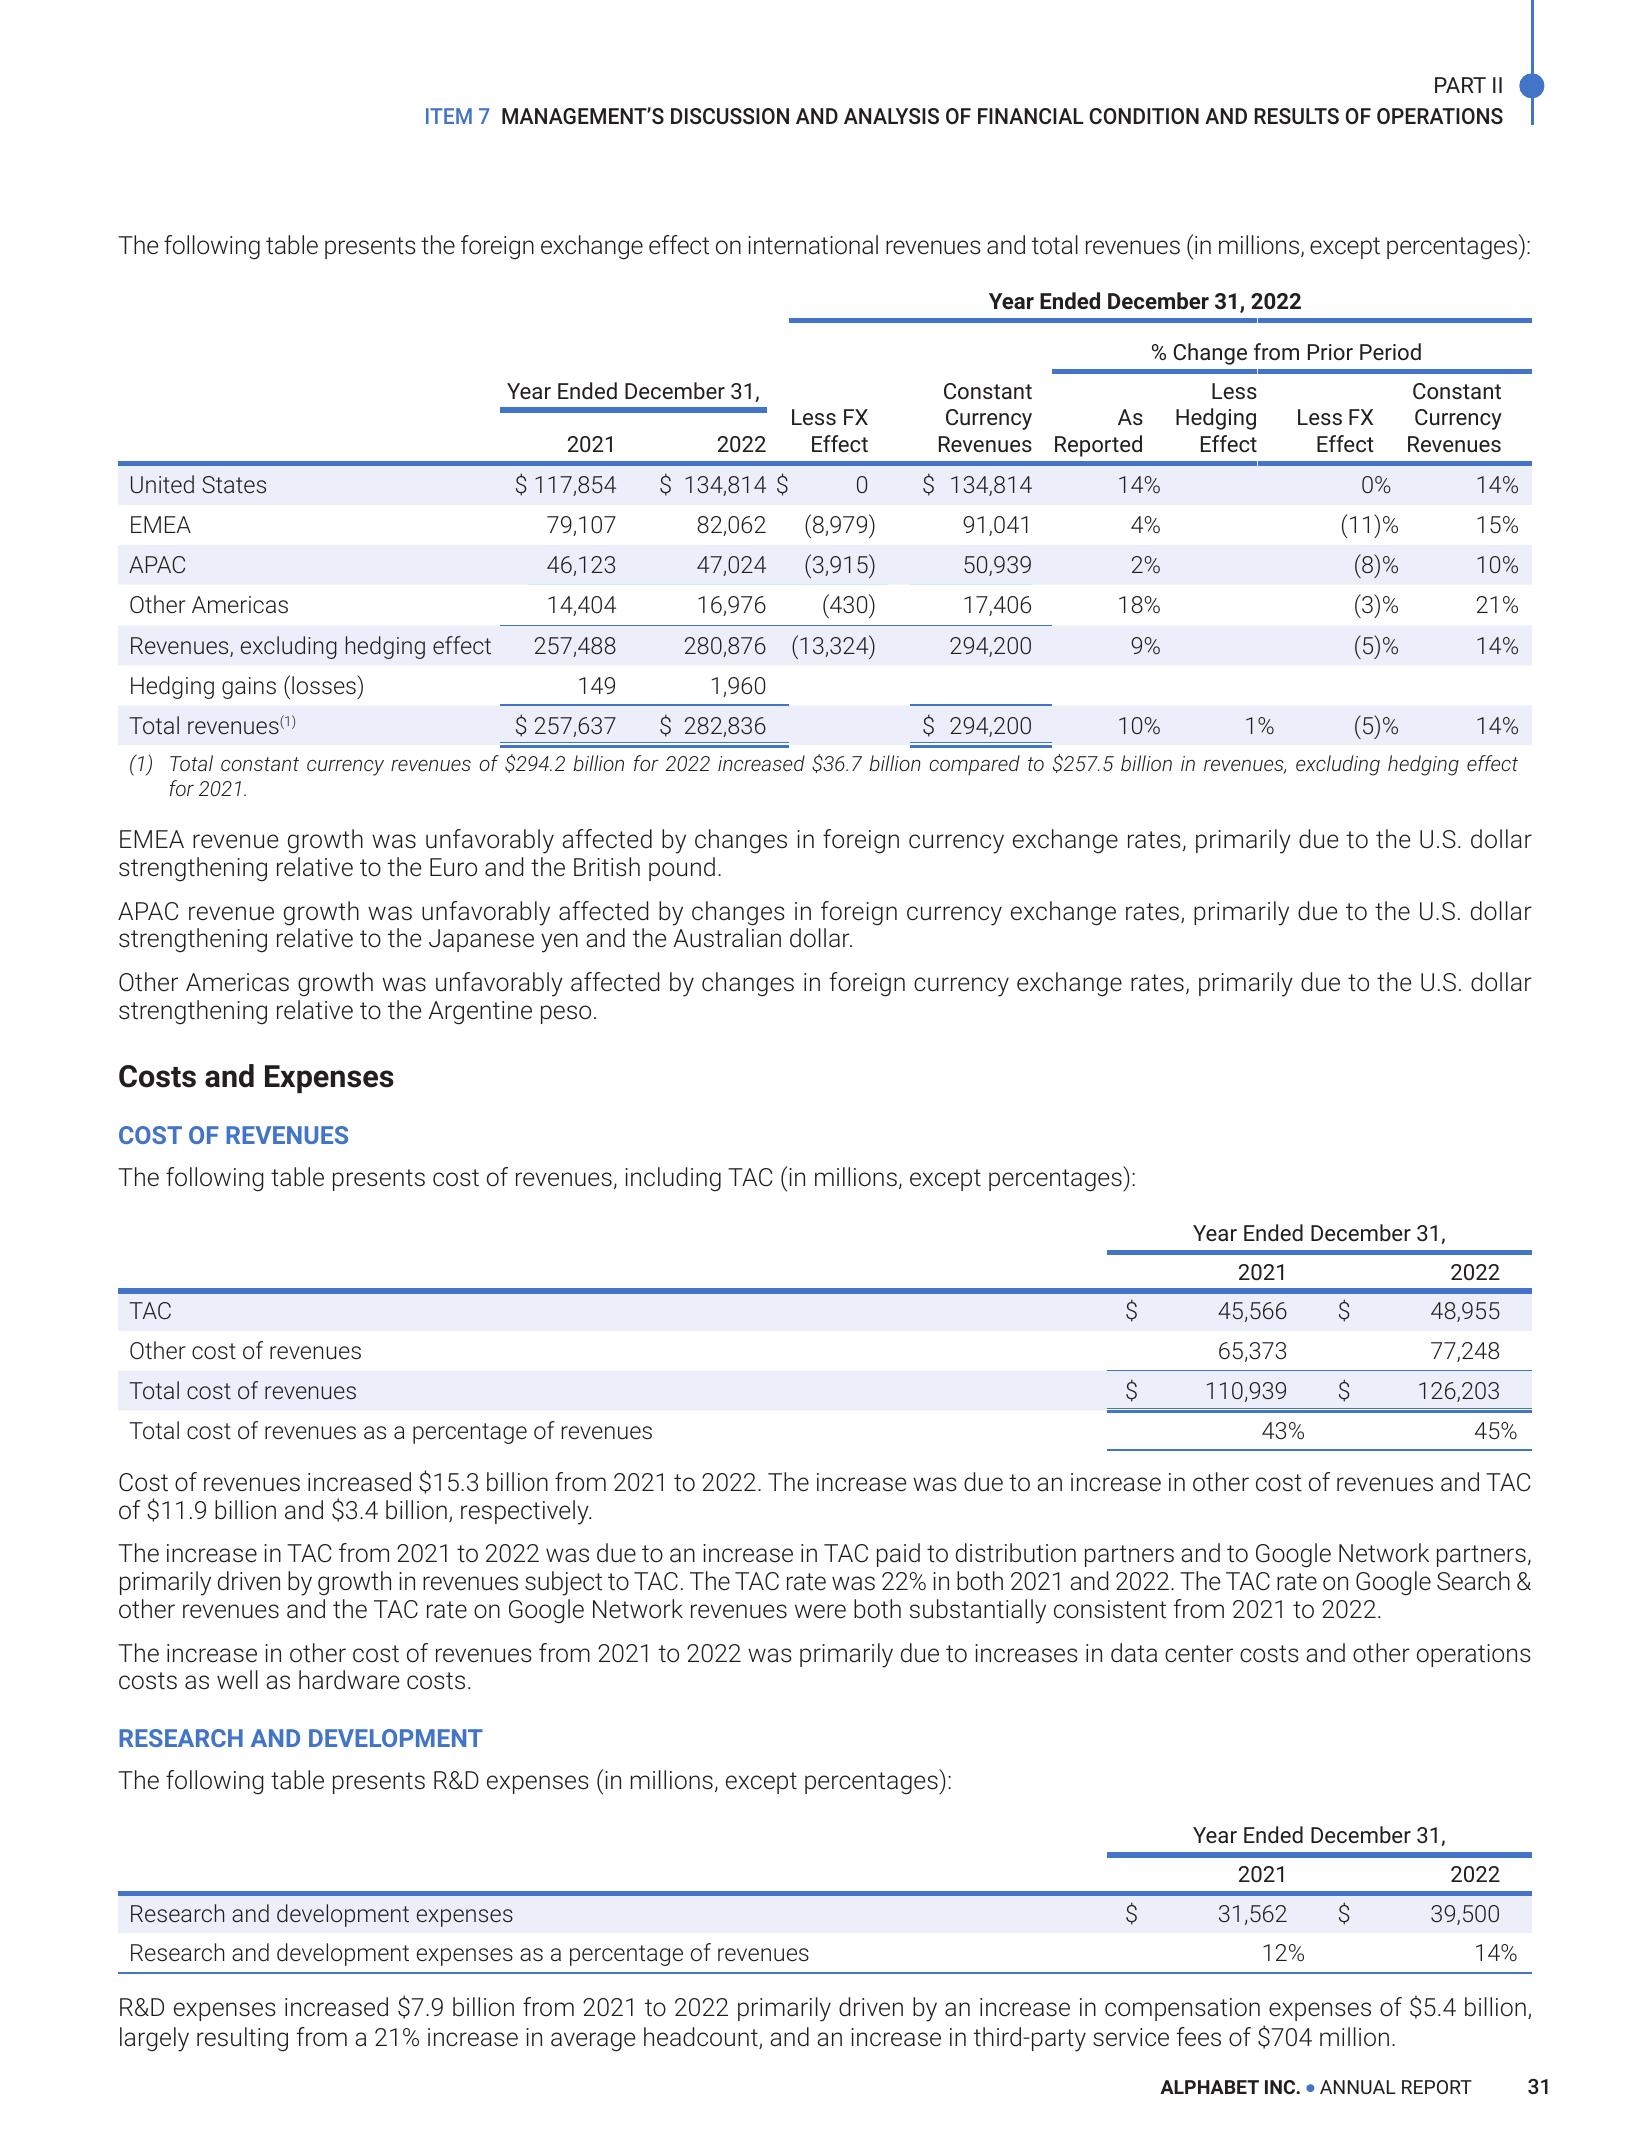 PART II
ITEM 7 MANAGEMENT'S DISCUSSION AND ANALYSIS OF FINANCIAL CONDITION AND RESULTS OF OPERATIONS
The following table presents the foreign exchange effect on international revenues and total revenues (in millions, except percentages):
Year Ended December 31, 2022
% Change from Prior Period
Year Ended December 31, Less FX Effect Constant Currency Revenues As Reported Less Hedging Effect Less FX Effect Constant Currency Revenues
2021 2022
United States $ 117,854 $ 134,814 $ 0 $ 134,814 14% 0% 14%
EMEA 79,107 82,062 (8,979) 91,041 4% (11)% 15%
APAC 46,123 47,024 (3,915) 50,939 2% (8)% 10%
Other Americas 14,404 16,976 (430) 17,406 18% (3)% 21%
Revenues, excluding hedging effect 257,488 280,876 (13,324) 294,200 9% (5)% 14%
Hedging gains (losses) 149 1,960
Total revenues(1) $ 257,637 $ 282,836 $ 294,200 10% 1% (5)% 14%
(1) Total constant currency revenues of $294.2 billion for 2022 increased $36.7 billion compared to $257.5 billion in revenues, excluding hedging effect
for 2021.
EMEA revenue growth was unfavorably affected by changes in foreign currency exchange rates, primarily due to the U.S. dollar
strengthening relative to the Euro and the British pound.
APAC revenue growth was unfavorably affected by changes in foreign currency exchange rates, primarily due to the U.S. dollar
strengthening relative to the Japanese yen and the Australian dollar.
Other Americas growth was unfavorably affected by changes in foreign currency exchange rates, primarily due to the U.S. dollar
strengthening relative to the Argentine peso.
Costs and Expenses
COST OF REVENUES
The following table presents cost of revenues, including TAC (in millions, except percentages):
Year Ended December 31,
2021 2022
TAC $ 45,566 $ 48,955
Other cost of revenues 65,373 77,248
Total cost of revenues $ 110,939 $ 126,203
Total cost of revenues as a percentage of revenues 43% 45%
Cost of revenues increased $15.3 billion from 2021 to 2022. The increase was due to an increase in other cost of revenues and TAC
of $11.9 billion and $3.4 billion, respectively.
The increase in TAC from 2021 to 2022 was due to an increase in TAC paid to distribution partners and to Google Network partners,
primarily driven by growth in revenues subject to TAC. The TAC rate was 22% in both 2021 and 2022. The TAC rate on Google Search &
other revenues and the TAC rate on Google Network revenues were both substantially consistent from 2021 to 2022.
The increase in other cost of revenues from 2021 to 2022 was primarily due to increases in data center costs and other operations
costs as well as hardware costs.
RESEARCH AND DEVELOPMENT
The following table presents R&D expenses (in millions, except percentages):
Year Ended December 31,
2021 2022
Research and development expenses $ 31,562 $ 39,500
Research and development expenses as a percentage of revenues 12% 14%
R&D expenses increased $7.9 billion from 2021 to 2022 primarily driven by an increase in compensation expenses of $5.4 billion,
largely resulting from a 21% increase in average headcount, and an increase in third-party service fees of $704 million.
ALPHABET INC. • ANNUAL REPORT 31